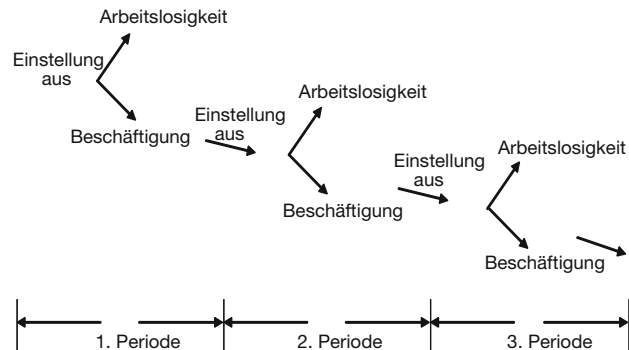 Arbeitslosigkeit
Einstellung
aus
Beschäftigung
Einstellung
aus
Arbeitslosigkeit
Beschäftigung
Einstellung
aus
Arbeitslosigkeit
Beschäftigung
1. Periode
2. Periode
3. Periode